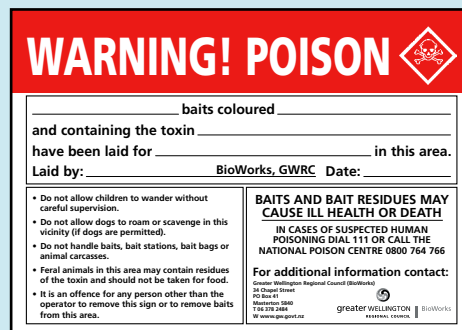 WARNING! POISON
baits coloured
and containing the toxin
have been laid for in this area.
Laid by: BioWorks, GWRC Date:
• Do not allow children to wander without
careful supervision.
• Do not allow dogs to roam or scavenge in this
vicinity (if dogs are permitted).
• Do not handle baits, bait stations, bait bags or
animal carcasses.
• Feral animals in this area may contain residues
of the toxin and should not be taken for food.
• It is an offence for any person other than the
operator to remove this sign or to remove baits
from this area.
BAITS AND BAIT RESIDUES MAY
CAUSE ILL HEALTH OR DEATH
IN CASES OF SUSPECTED HUMAN
POISONING DIAL 111 OR CALL THE
NATIONAL POISON CENTRE 0800 764 766
For additional information contact:
Greater Wellington Regional Council (BioWorks)
34 Chapel Street
PO Box 41
Masterton 5840
T 06 378 2484
W www.gw.govt.nz
greater WELLINGTON BioWorks
REGIONAL COUNCIL